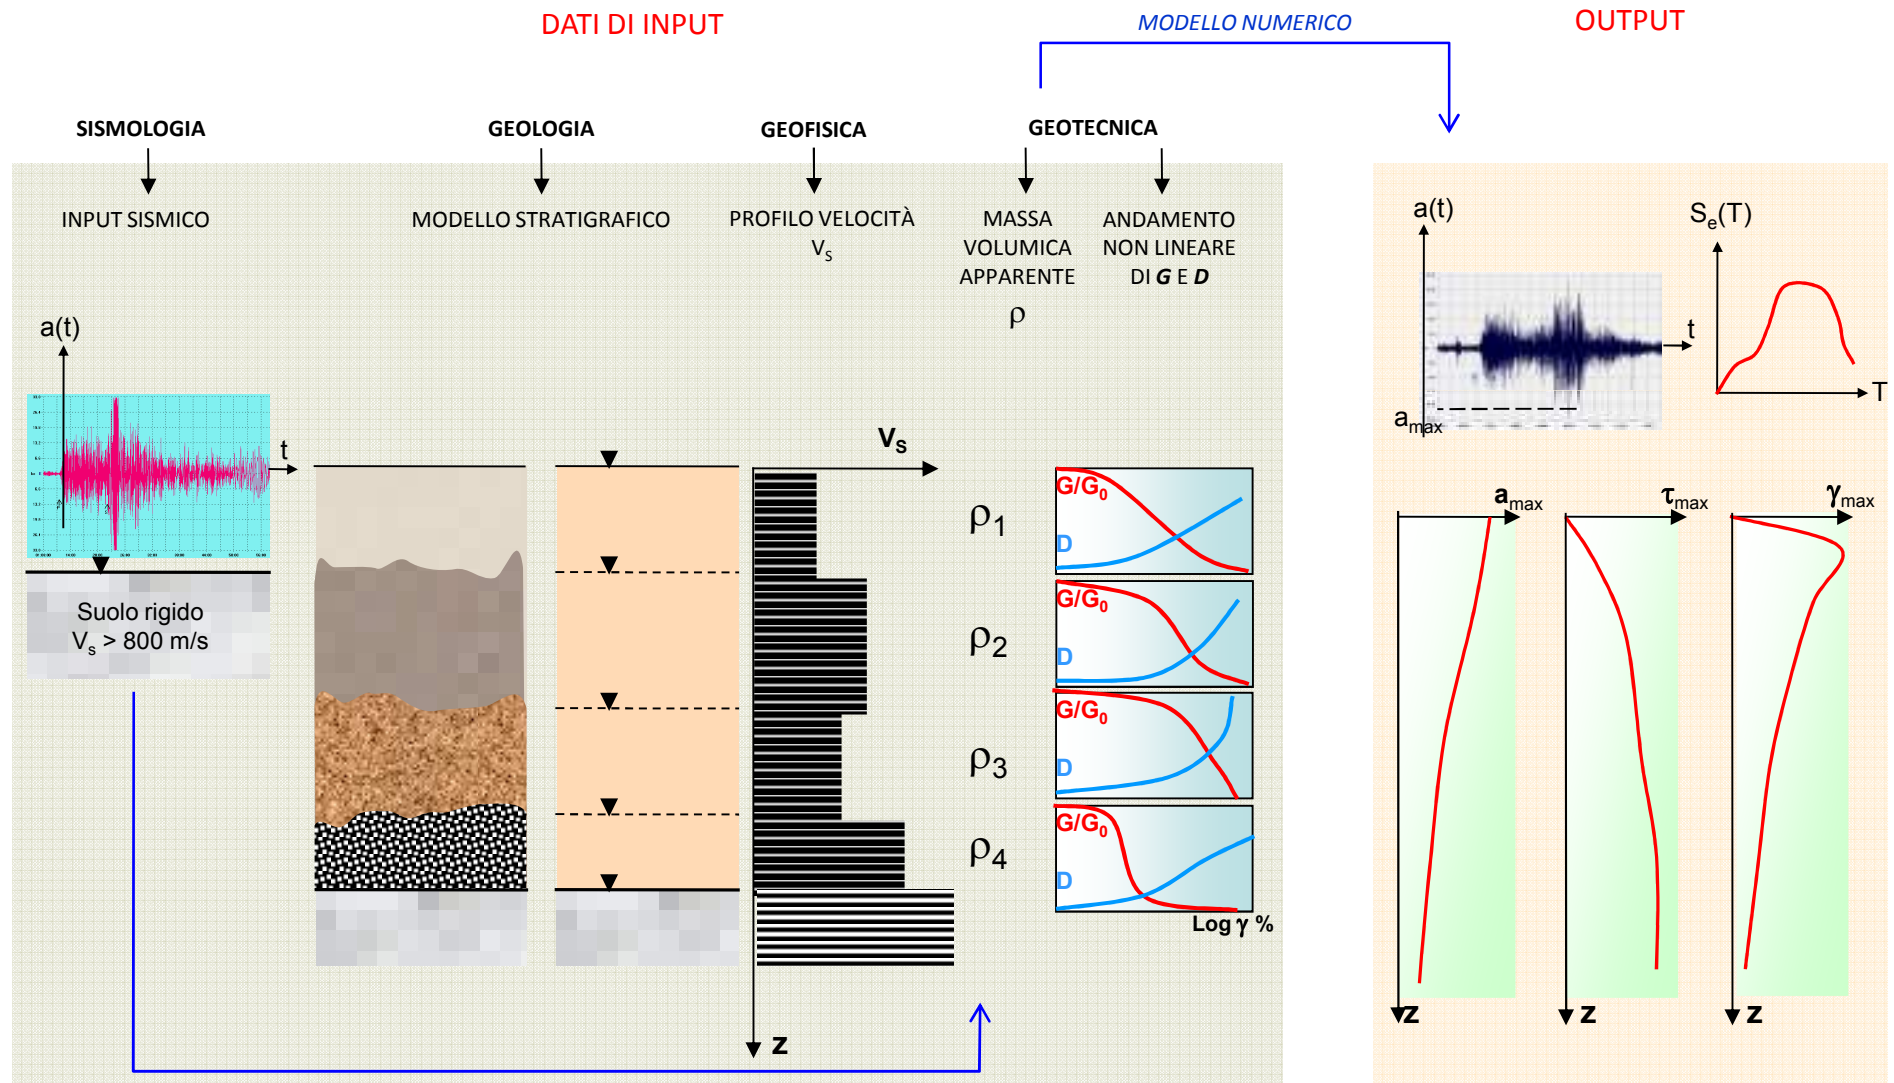 DATI DI INPUT
MODELLO NUMERICO
OUTPUT
SISMOLOGIA
GEOLOGIA
GEOFISICA
GEOTECNICA
INPUT SISMICO
MODELLO STRATIGRAFICO
PROFILO VELOCITÀ
Vs
MASSA
VOLUMICA
APPARENTE
ρ
ANDAMENTO
NON LINEARE
DI G E D
a(t)
t
Suolo rigido
Vs > 800 m/s
Vs
z
ρ1
ρ2
ρ3
ρ4
G/G0
D
G/G0
D
G/G0
D
G/G0
D
Log γ %
a(t)
t
amax
Se(T)
T
amax
z
τmax
z
γmax
z